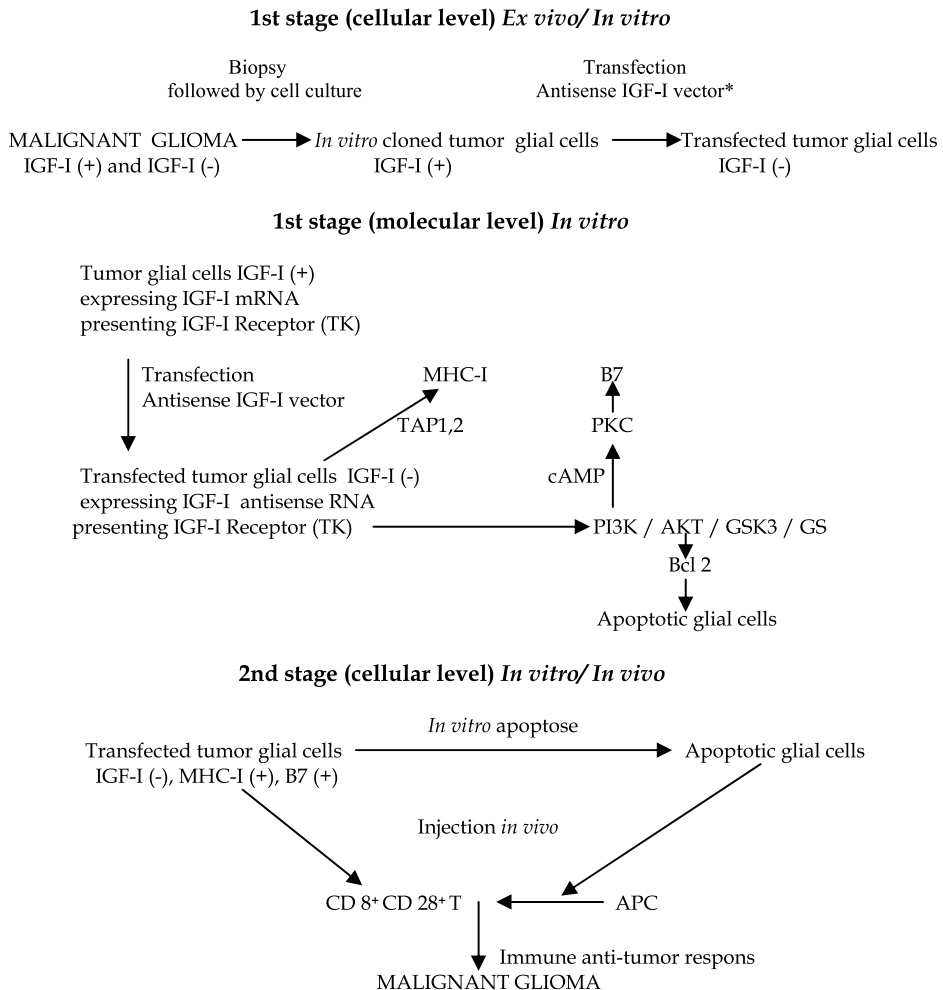 1st stage (cellular level) Ex vivo/ In vitro
Biopsy
followed by cell culture
Transfection
Antisense IGF-I vector*
MALIGNANT GLIOMA
IGF-I (+) and IGF-I (-)
In vitro cloned tumor glial cells
IGF-I (+)
Transfected tumor glial cells
IGF-I (-)
1st stage (molecular level) In vitro
Tumor glial cells IGF-I (+)
expressing IGF-I mRNA
presenting IGF-I Receptor (TK)
Transfection
Antisense IGF-I vector
MHC-I
TAP1,2
B7
PKC
cAMP
Transfected tumor glial cells IGF-I (-)
expressing IGF-I antisense RNA
presenting IGF-I Receptor (TK)
PI3K / AKT / GSK3 / GS
Bcl 2
Apoptotic glial cells
2nd stage (cellular level) In vitro/ In vivo
In vitro apoptose
Transfected tumor glial cells
IGF-I (-), MHC-I (+), B7 (+)
Apoptotic glial cells
Injection in vivo
CD 8+ CD 28+ T
APC
Immune anti-tumor respons
MALIGNANT GLIOMA